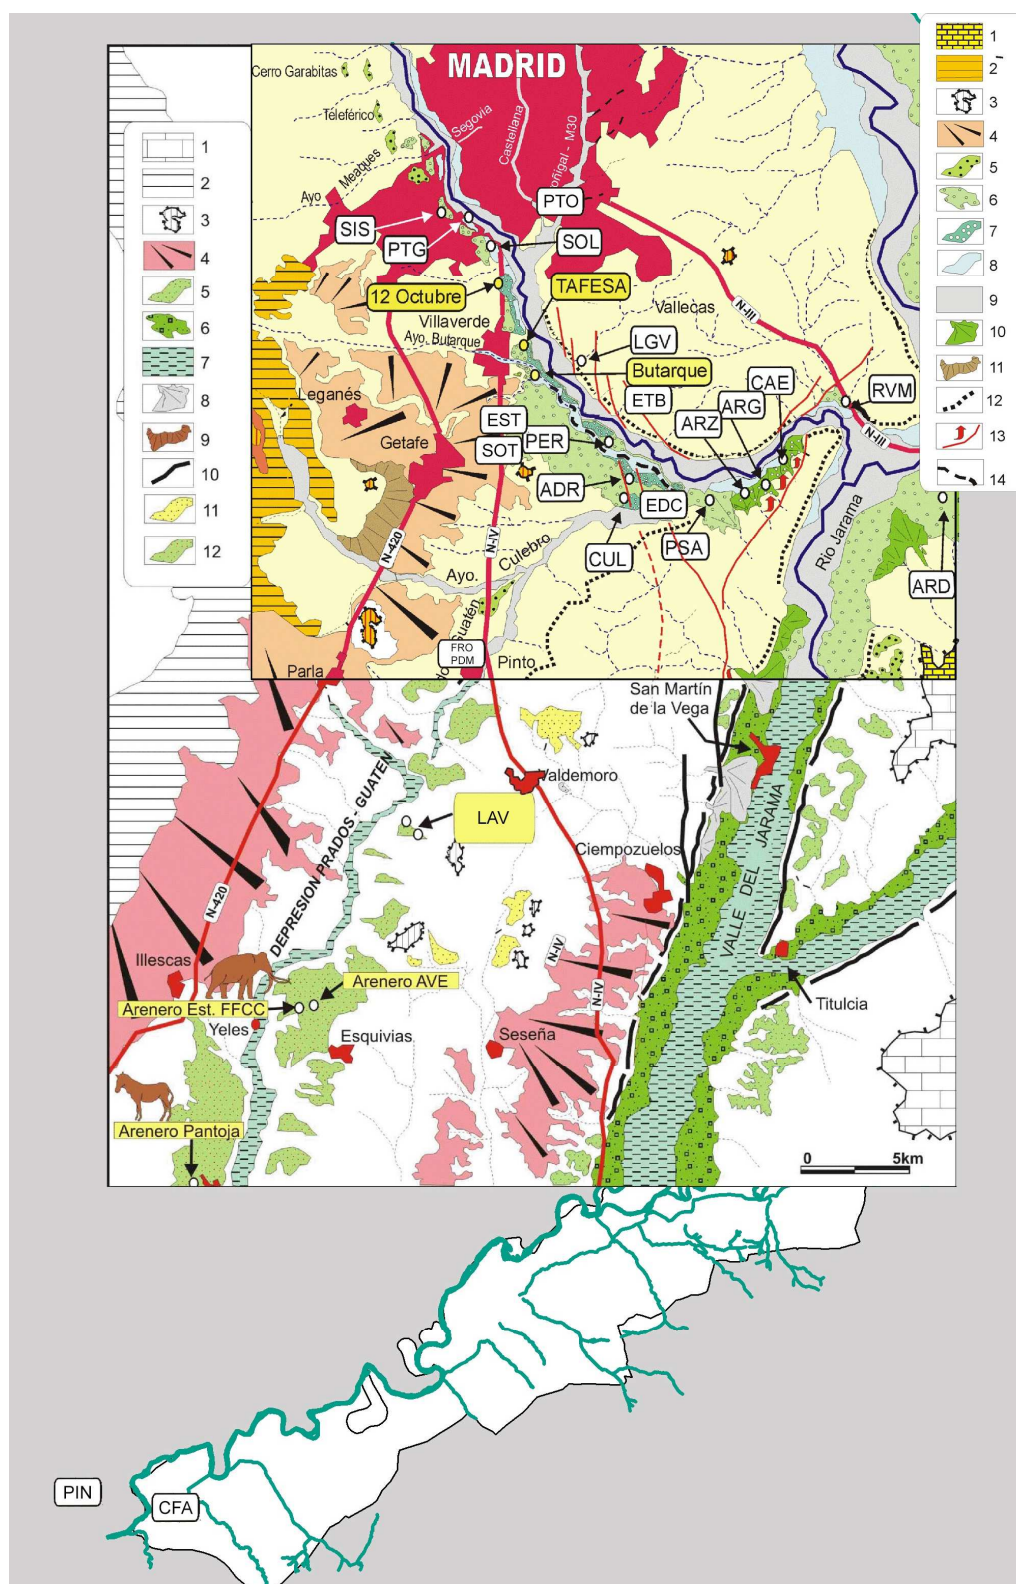 MADRID
Cerro Garabitas
Téleférico
Segovia
Castellana
M30
Meaques
Ayo
PTO
SIS
PTG
SOL
12 Octubre
TAFESA
Villaverde
Ayo. Butarque
Vallecas
N-III
LGV
Butarque
CAE
RVM
ETB
ARG
ARZ
Leganés
EST
Getafe
SOT
PER
N-III
ADR
EDC
PSA
CUL
N-420
N-IV
Culebro
Ayo.
Rio Jarama
ARD
Guatén
FRO
PDM
Pinto
Parla
1
2
3
4
5
6
7
8
9
10
11
12
1
2
3
4
5
6
7
8
9
10
11
12
13
14
San Martín
de la Vega
Valdemoro
LAV
Ciempozuelos
DEPRESION PRADOS - GUATEN
VALLE DEL JARAMA
N-420
N-IV
N-IV
Illescas
Arenero AVE
Arenero Est. FFCC
Yeles
Esquivias
Seseña
Titulcia
Arenero Pantoja
0 5km
PIN
CFA